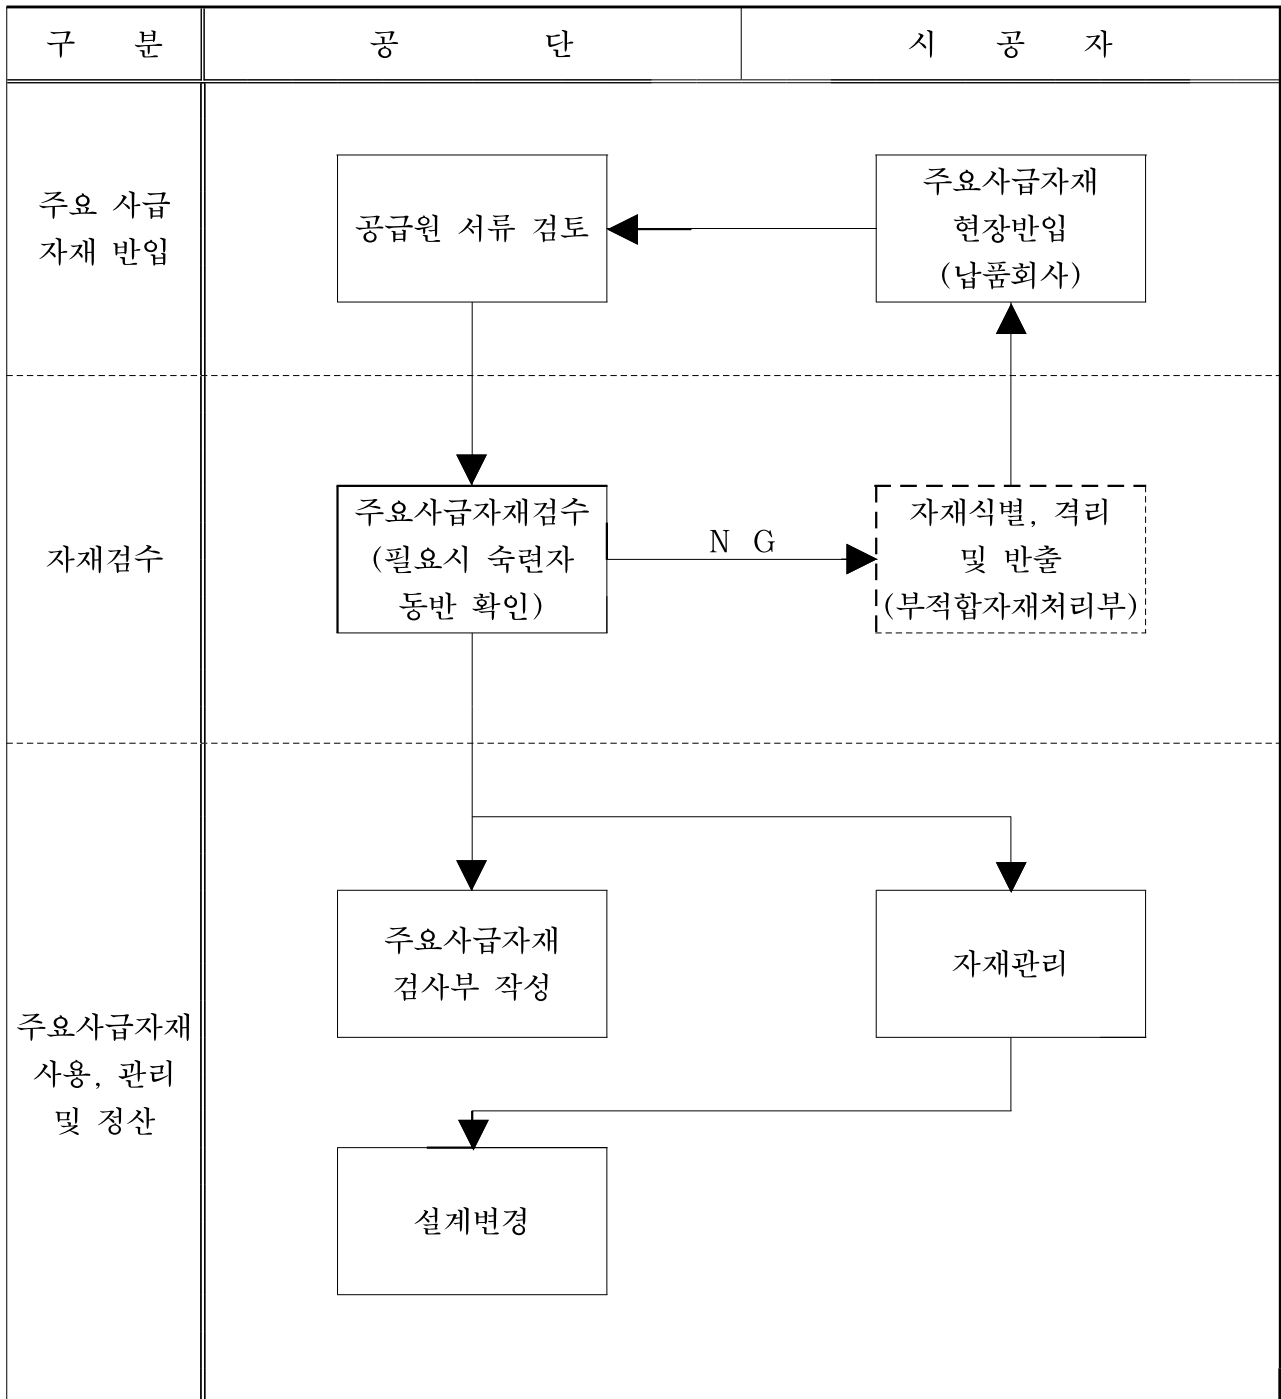 구 분
공 단
시 공 자
주요 사급
자재 반입
공급원 서류 검토
주요사급자재
현장반입
(납품회사)
자재검수
주요사급자재검수
(필요시 숙련자
동반 확인)
N G
자재식별, 격리
및 반출
(부적합자재처리부)
주요사급자재
사용, 관리
및 정산
주요사급자재
검사부 작성
자재관리
설계변경